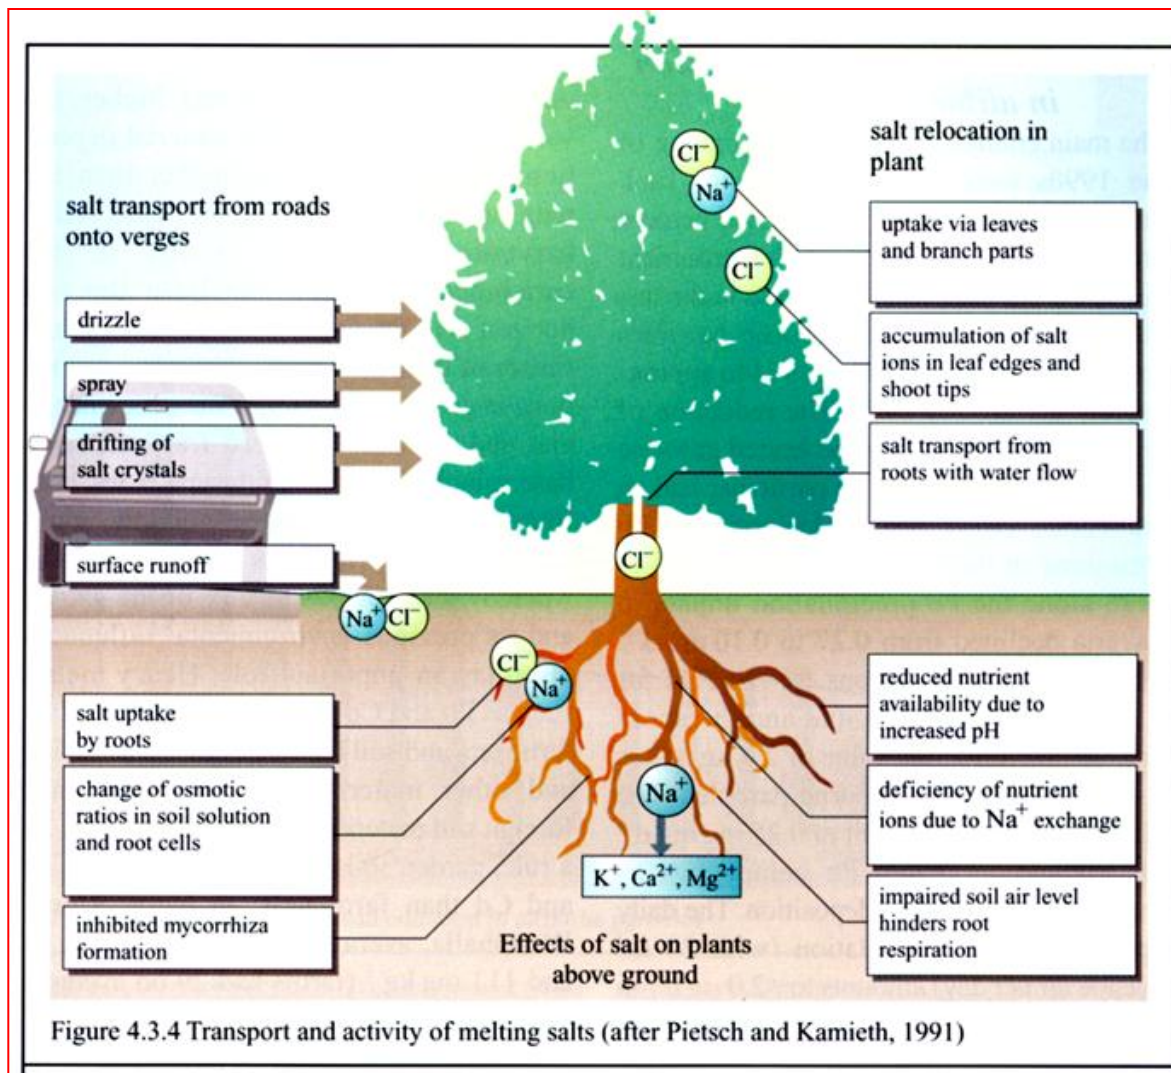 salt relocation in
plant
salt transport from roads
onto verges
Cl⁻
Na⁺
uptake via leaves
and branch parts
Cl⁻
drizzle
accumulation of salt
ions in leaf edges and
shoot tips
spray
drifting of
salt crystals
salt transport from
roots with water flow
surface runoff
Cl⁻
Na⁺ Cl⁻
Cl⁻
Na⁺
salt uptake
by roots
reduced nutrient
availability due to
increased pH
change of osmotic
ratios in soil solution
and root cells
Na⁺
deficiency of nutrient
ions due to Na⁺ exchange
K⁺, Ca²⁺, Mg²⁺
inhibited mycorrhiza
formation
impaired soil air level
hinders root
respiration
Effects of salt on plants
above ground
Figure 4.3.4 Transport and activity of melting salts (after Pietsch and Kamieth, 1991)